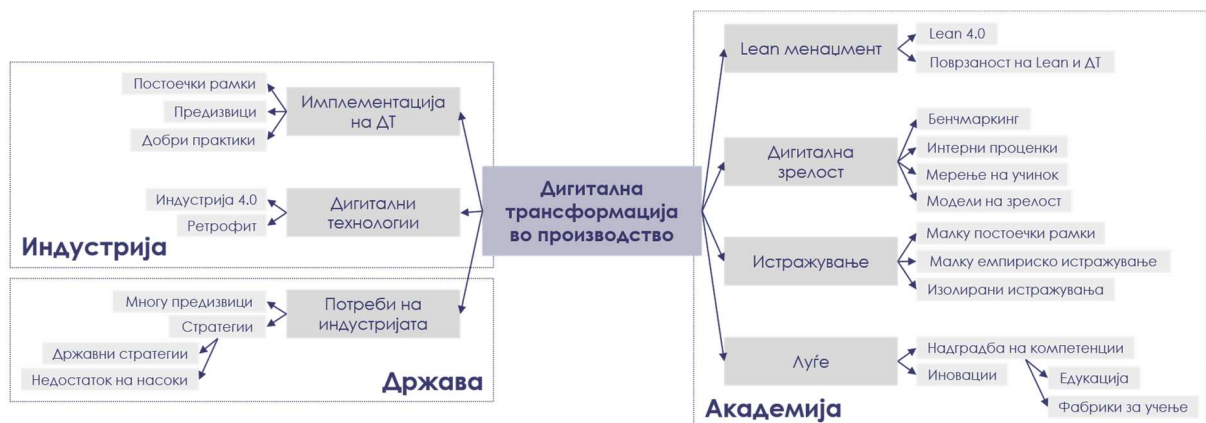 Постоечки рамки
Предизвици
Добри практики
Имплементација
на ДТ
Индустрија 4.0
Ретрофит
Дигитални
технологии
Индустрија
Многу предизвици
Стратегии
Државни стратегии
Недостаток на насоки
Потреби на
индустријата
Држава
Дигитална
трансформација
во производство
Lean менаџмент
Lean 4.0
Поврзаност на Lean и ДТ
Дигитална
зрелост
Бенчмаркинг
Интерни проценки
Мерење на учинок
Модели на зрелост
Истражување
Малку постоечки рамки
Малку емпириско истражување
Изолирани истражувања
Луѓе
Надградба на компетенции
Иновации
Едукација
Фабрики за учење
Академија